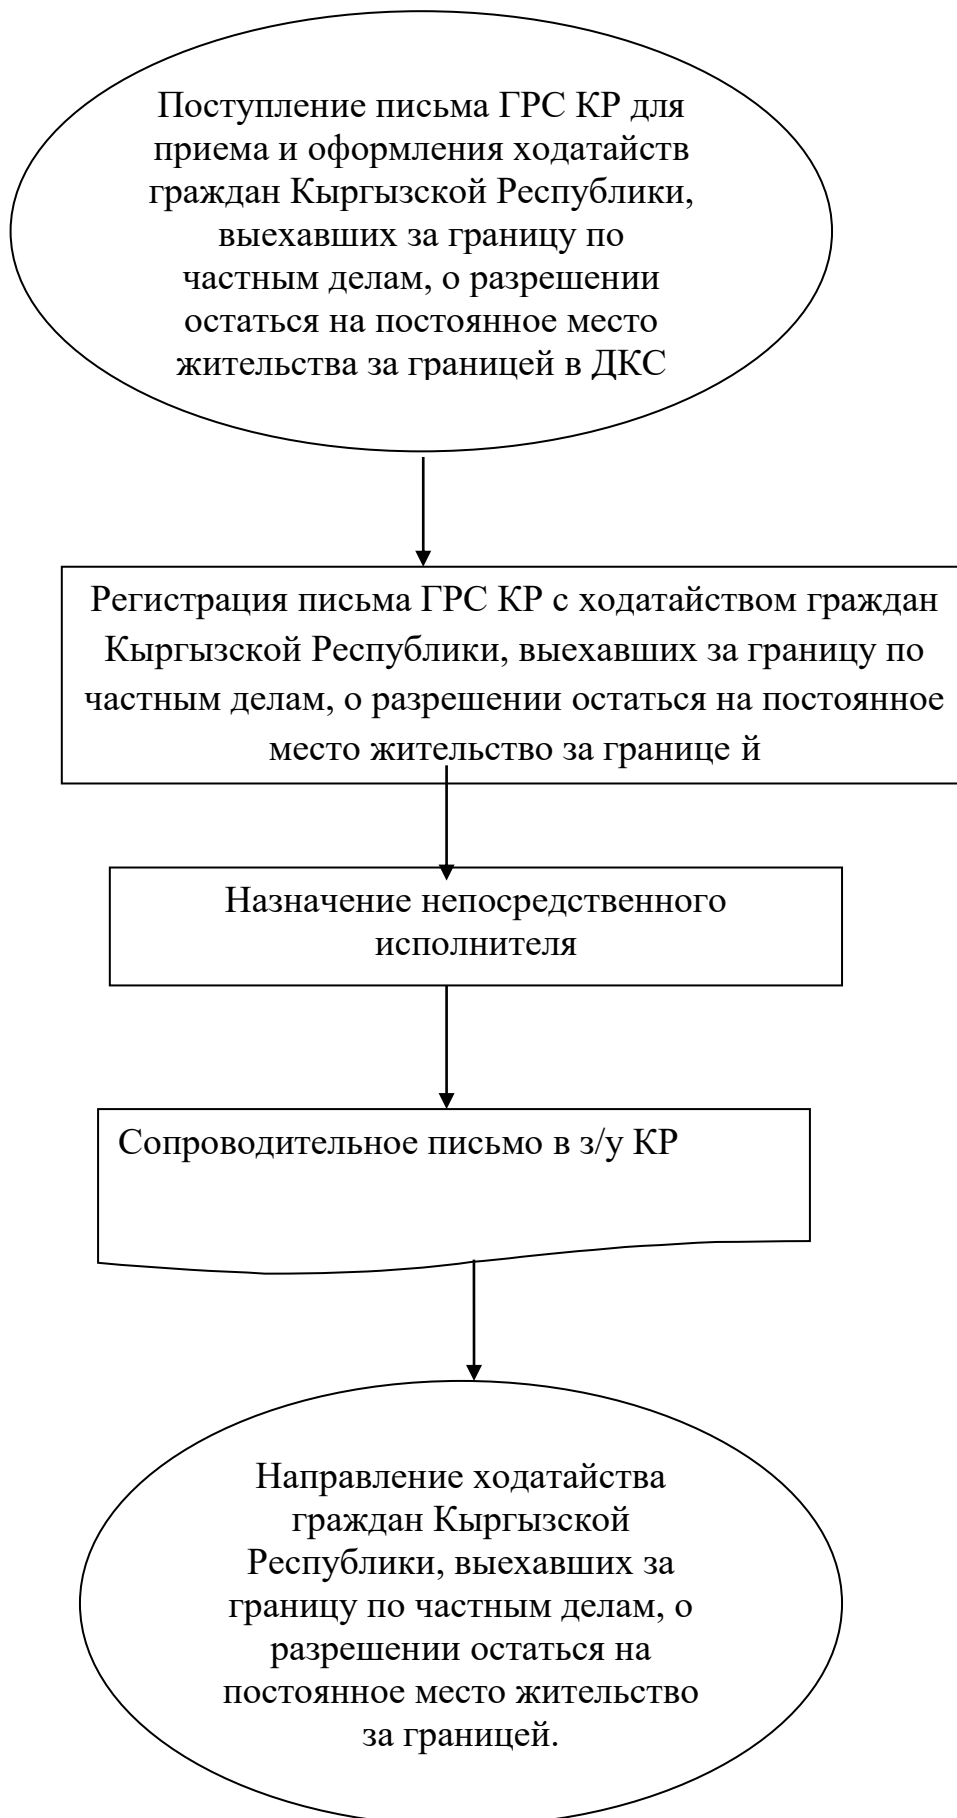 Поступление письма ГРС КР для
приема и оформления ходатайств
граждан Кыргызской Республики,
выехавших за границу по
частным делам, о разрешении
остаться на постоянное место
жительства за границей в ДКС
Регистрация письма ГРС КР с ходатайством граждан
Кыргызской Республики, выехавших за границу по
частным делам, о разрешении остаться на постоянное
место жительство за границе й
Назначение непосредственного
исполнителя
Сопроводительное письмо в з/у КР
Направление ходатайства
граждан Кыргызской
Республики, выехавших за
границу по частным делам, о
разрешении остаться на
постоянное место жительство
за границей.